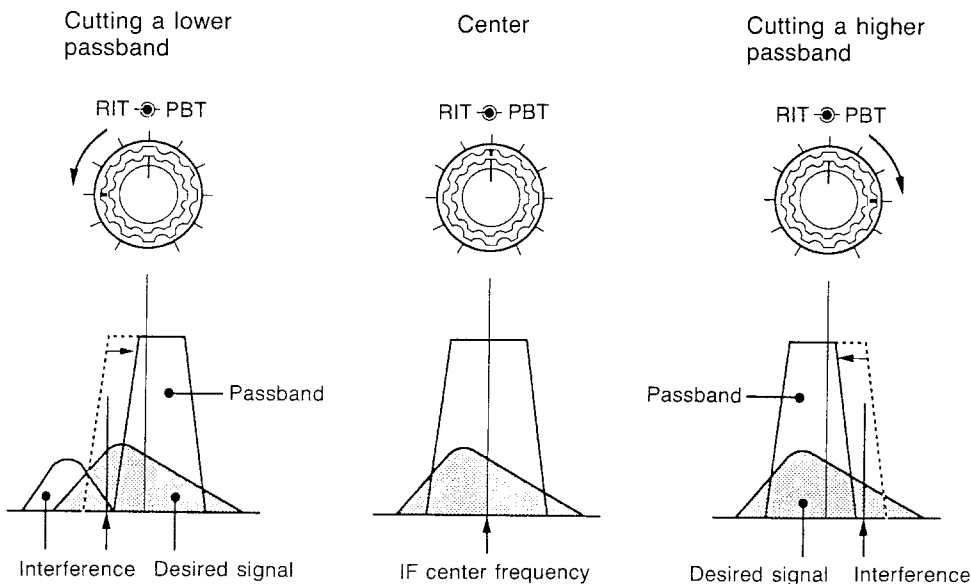 Cutting a lower
passband
Center
Cutting a higher
passband
RIT PBT
RIT PBT
RIT PBT
Passband
Passband
Interference
Desired signal
IF center frequency
Desired signal
Interference